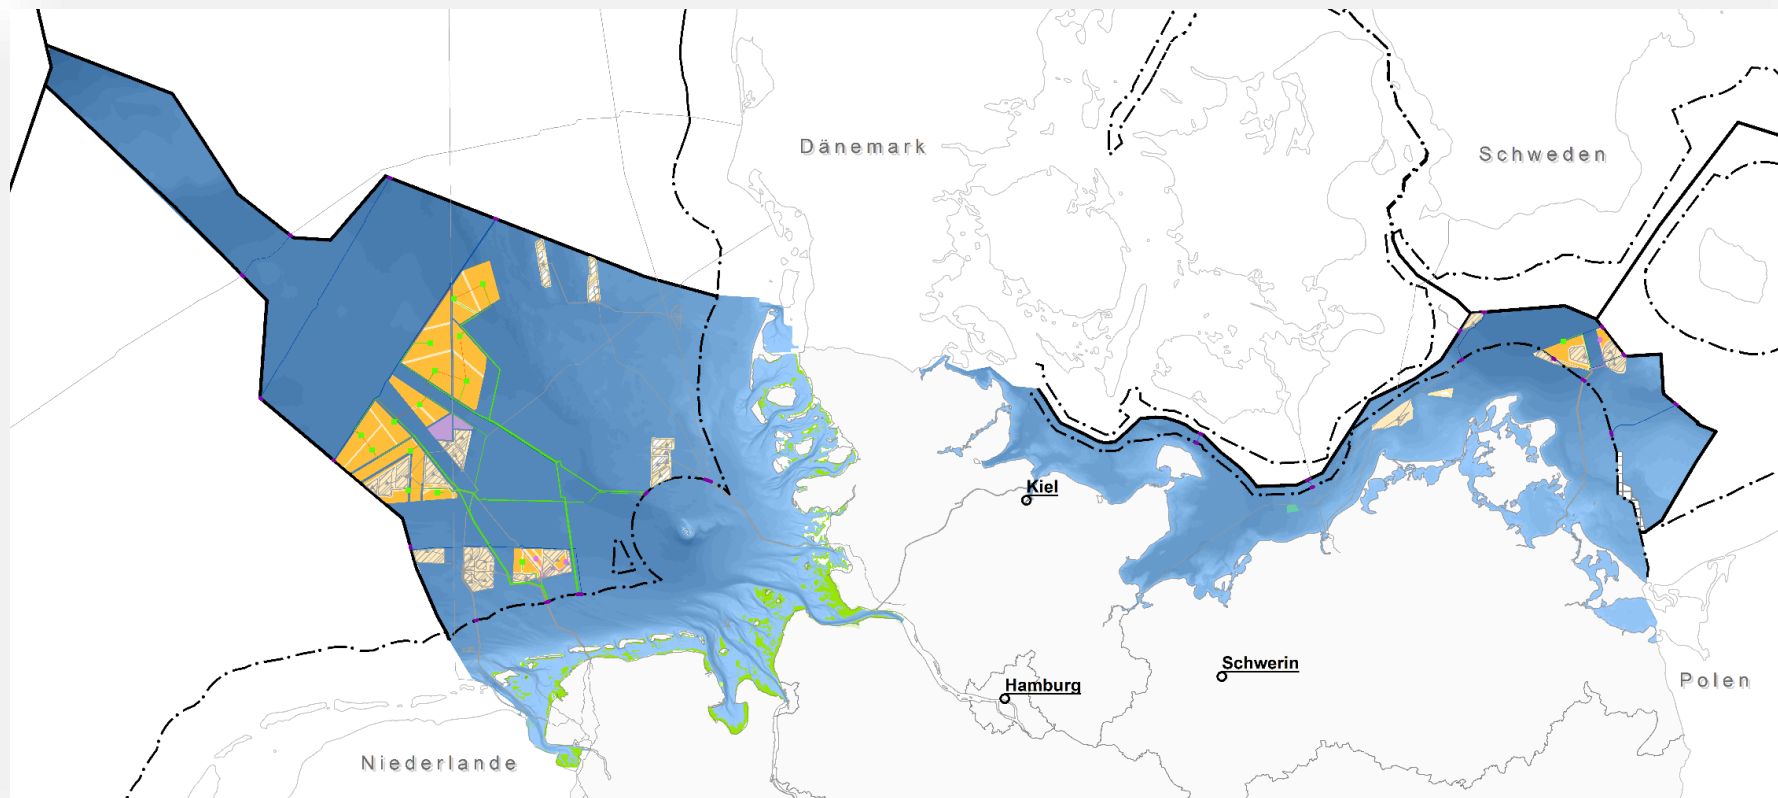 Dänemark
Schweden
Kiel
Schwerin
Hamburg
Polen
Niederlande